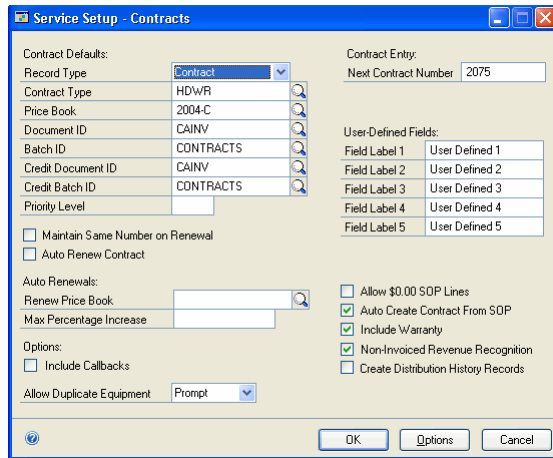 Service Setup - Contracts
Contract Defaults:
Record Type Contract
Contract Type HDWR
Price Book 2004-C
Document ID CAINV
Batch ID CONTRACTS
Credit Document ID CAINV
Credit Batch ID CONTRACTS
Priority Level
Maintain Same Number on Renewal
Auto Renew Contract
Auto Renewals:
Renew Price Book
Max Percentage Increase
Options:
Include Callbacks
Allow Duplicate Equipment Prompt
Contract Entry:
Next Contract Number 2075
User-Defined Fields:
Field Label 1 User Defined 1
Field Label 2 User Defined 2
Field Label 3 User Defined 3
Field Label 4 User Defined 4
Field Label 5 User Defined 5
Allow $0.00 SOP Lines
Auto Create Contract From SOP
Include Warranty
Non-Invoiced Revenue Recognition
Create Distribution History Records
OK Options Cancel